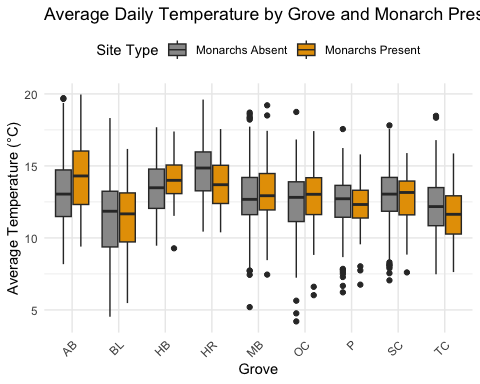 Average Daily Temperature by Grove and Monarch Pres
Site Type Monarchs Absent Monarchs Present
Average Temperature (°C)
20
15
10
5
AB BL HB HR MB OC P SC TC
Grove